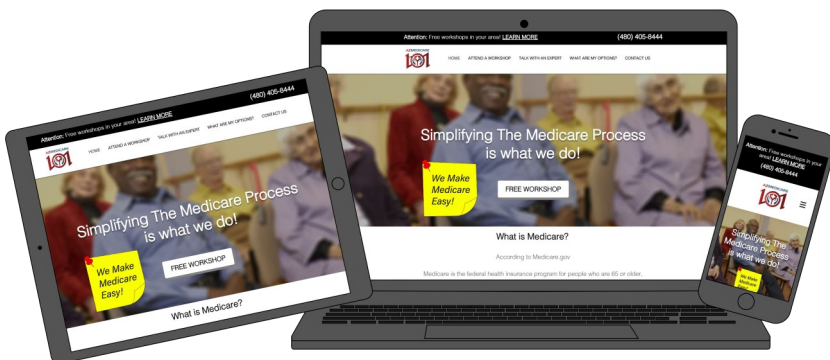 Attention: Free workshops in your area! LEARN MORE
(480) 405-8444
AZMEDICARE
101
HOME ATTEND A WORKSHOP TALK WITH AN EXPERT WHAT ARE MY OPTIONS? CONTACT US
Simplifying The Medicare Process
is what we do!
We Make
Medicare
Easy!
FREE WORKSHOP
What is Medicare?
Attention: Free workshops in your area! LEARN MORE
(480) 405-8444
AZMEDICARE
101
HOME ATTEND A WORKSHOP TALK WITH AN EXPERT WHAT ARE MY OPTIONS? CONTACT US
Simplifying The Medicare Process
is what we do!
We Make
Medicare
Easy!
FREE WORKSHOP
What is Medicare?
According to Medicare.gov
Medicare is the federal health insurance program for people who are 65 or older,
Attention: Free workshops in your
area! LEARN MORE
(480) 405-8444
AZMEDICARE
101
Simplifying The
Medicare Process
is what we do!
We Make
Medicare
Easy!